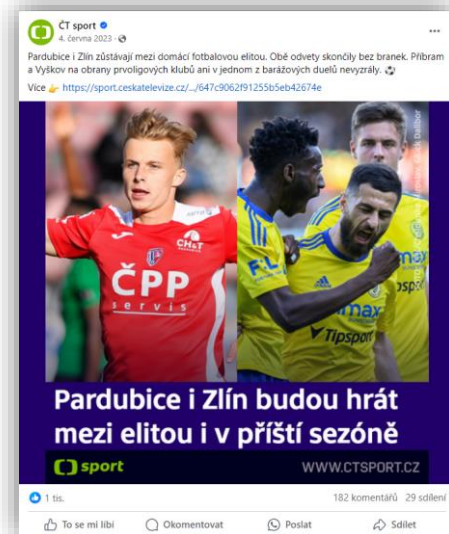 ČT sport
4. června 2023 ·
Pardubice i Zlín zůstávají mezi domácí fotbalovou elitou. Obě odvety skončily bez branek. Příbram
a Vyškov na obrany prvoligových klubů ani v jednom z barážových duelů nevyzrály. ⚽
Více 👉 https://sport.ceskatelevize.cz/.../647c9062f91255b5eb42674e
CH&T
ČPP
servis
F:L
Tipsport
Pardubice i Zlín budou hrát
mezi elitou i v příští sezóně
sport
WWW.CTSPORT.CZ
1 tis.
182 komentářů 29 sdílení
To se mi líbí
Okomentovat
Poslat
Sdílet